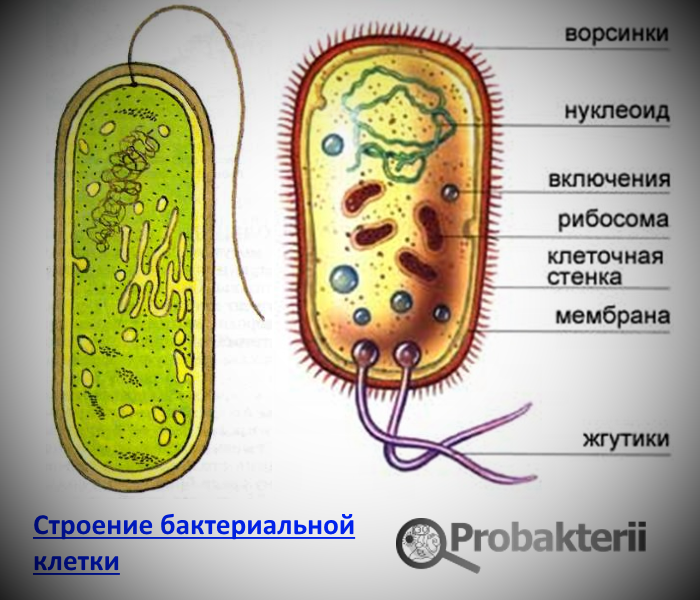 ворсинки
нуклеоид
включения
рибосома
клеточная
стенка
мембрана
жгутики
Строение бактериальной
клетки
Probakterii